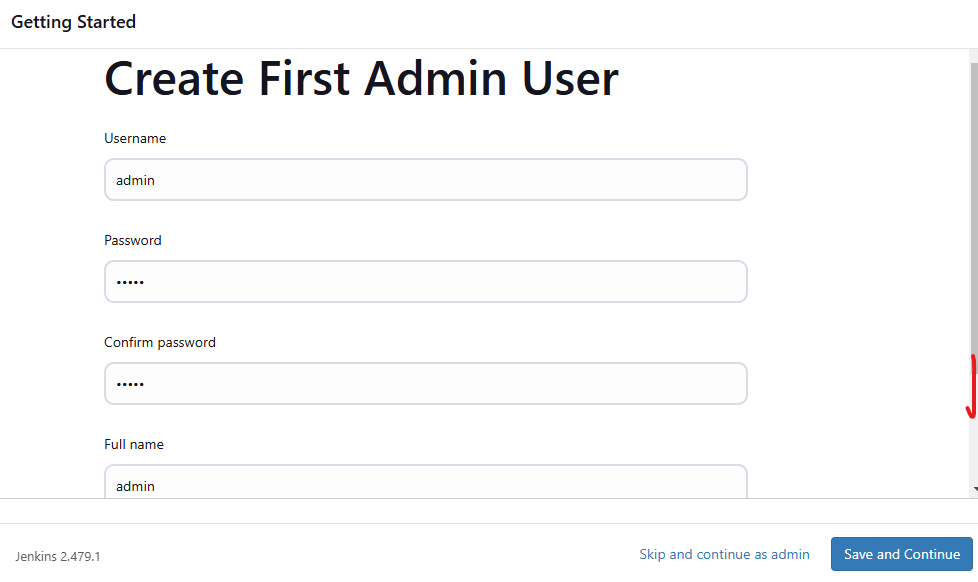 Getting Started
Create First Admin User
Username
admin
Password
•••••
Confirm password
•••••
Full name
admin
Jenkins 2.479.1
Skip and continue as admin
Save and Continue